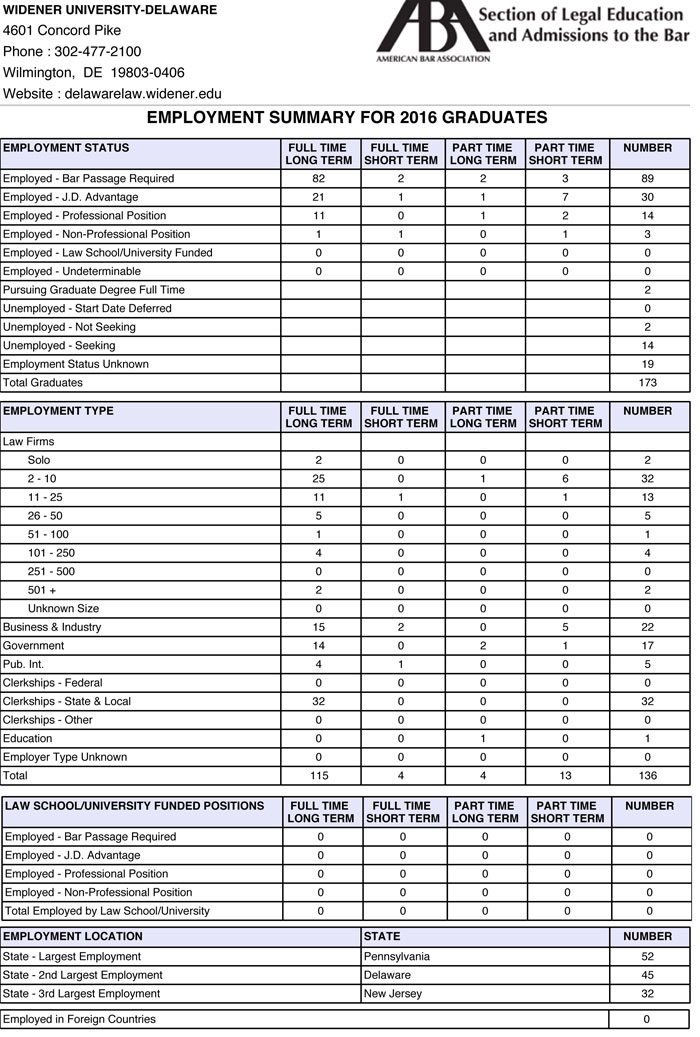 WIDENER UNIVERSITY-DELAWARE
4601 Concord Pike
Phone : 302-477-2100
Wilmington, DE 19803-0406
Website : delawarelaw.widener.edu
ABA
AMERICAN BAR ASSOCIATION
Section of Legal Education
and Admissions to the Bar
EMPLOYMENT SUMMARY FOR 2016 GRADUATES
EMPLOYMENT STATUS FULL TIME LONG TERM FULL TIME SHORT TERM PART TIME LONG TERM PART TIME SHORT TERM NUMBER
Employed - Bar Passage Required 82 2 2 3 89
Employed - J.D. Advantage 21 1 1 7 30
Employed - Professional Position 11 0 1 2 14
Employed - Non-Professional Position 1 1 0 1 3
Employed - Law School/University Funded 0 0 0 0 0
Employed - Undeterminable 0 0 0 0 0
Pursuing Graduate Degree Full Time 2
Unemployed - Start Date Deferred 0
Unemployed - Not Seeking 2
Unemployed - Seeking 14
Employment Status Unknown 19
Total Graduates 173
EMPLOYMENT TYPE FULL TIME LONG TERM FULL TIME SHORT TERM PART TIME LONG TERM PART TIME SHORT TERM NUMBER
Law Firms
Solo 2 0 0 0 2
2 - 10 25 0 1 6 32
11 - 25 11 1 0 1 13
26 - 50 5 0 0 0 5
51 - 100 1 0 0 0 1
101 - 250 4 0 0 0 4
251 - 500 0 0 0 0 0
501 + 2 0 0 0 2
Unknown Size 0 0 0 0 0
Business & Industry 15 2 0 5 22
Government 14 0 2 1 17
Pub. Int. 4 1 0 0 5
Clerkships - Federal 0 0 0 0 0
Clerkships - State & Local 32 0 0 0 32
Clerkships - Other 0 0 0 0 0
Education 0 0 1 0 1
Employer Type Unknown 0 0 0 0 0
Total 115 4 4 13 136
LAW SCHOOL/UNIVERSITY FUNDED POSITIONS FULL TIME LONG TERM FULL TIME SHORT TERM PART TIME LONG TERM PART TIME SHORT TERM NUMBER
Employed - Bar Passage Required 0 0 0 0 0
Employed - J.D. Advantage 0 0 0 0 0
Employed - Professional Position 0 0 0 0 0
Employed - Non-Professional Position 0 0 0 0 0
Total Employed by Law School/University 0 0 0 0 0
EMPLOYMENT LOCATION STATE NUMBER
State - Largest Employment Pennsylvania 52
State - 2nd Largest Employment Delaware 45
State - 3rd Largest Employment New Jersey 32
Employed in Foreign Countries 0